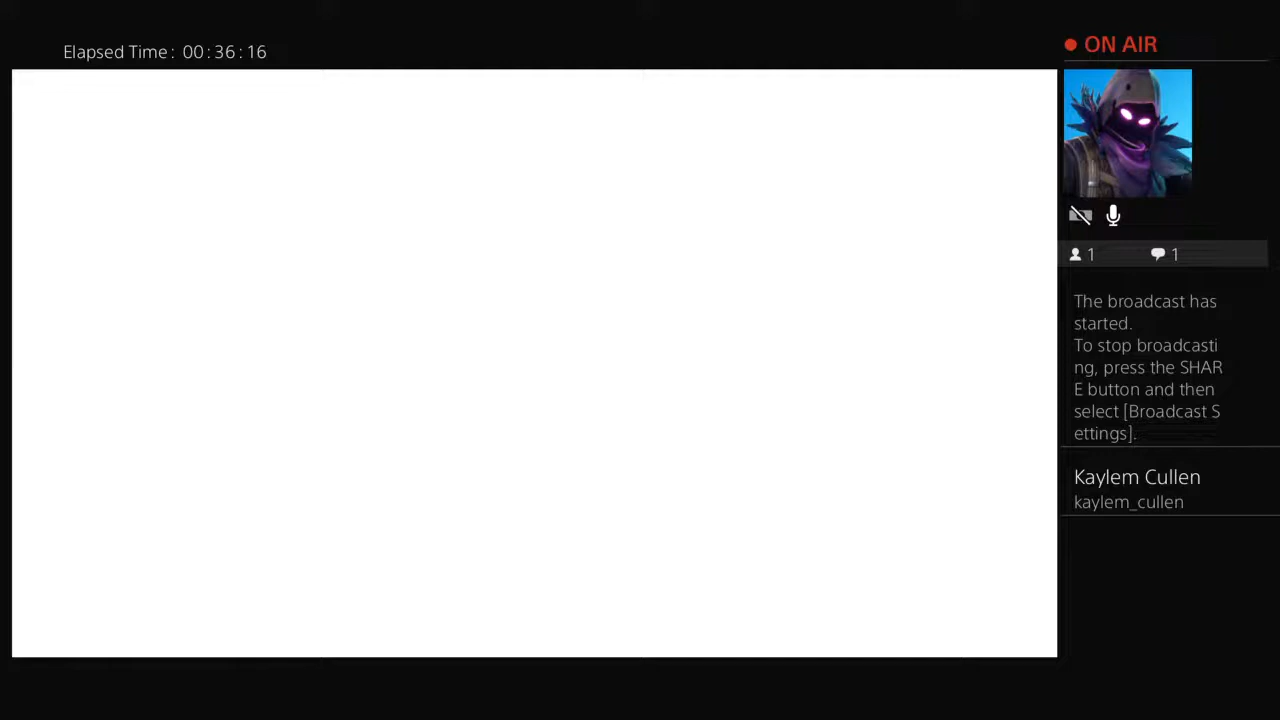 Elapsed Time: 00:36:16
ON AIR
1 1
The broadcast has
started.
To stop broadcasti
ng, press the SHAR
E button and then
select [Broadcast S
ettings].
Kaylem Cullen
kaylem_cullen